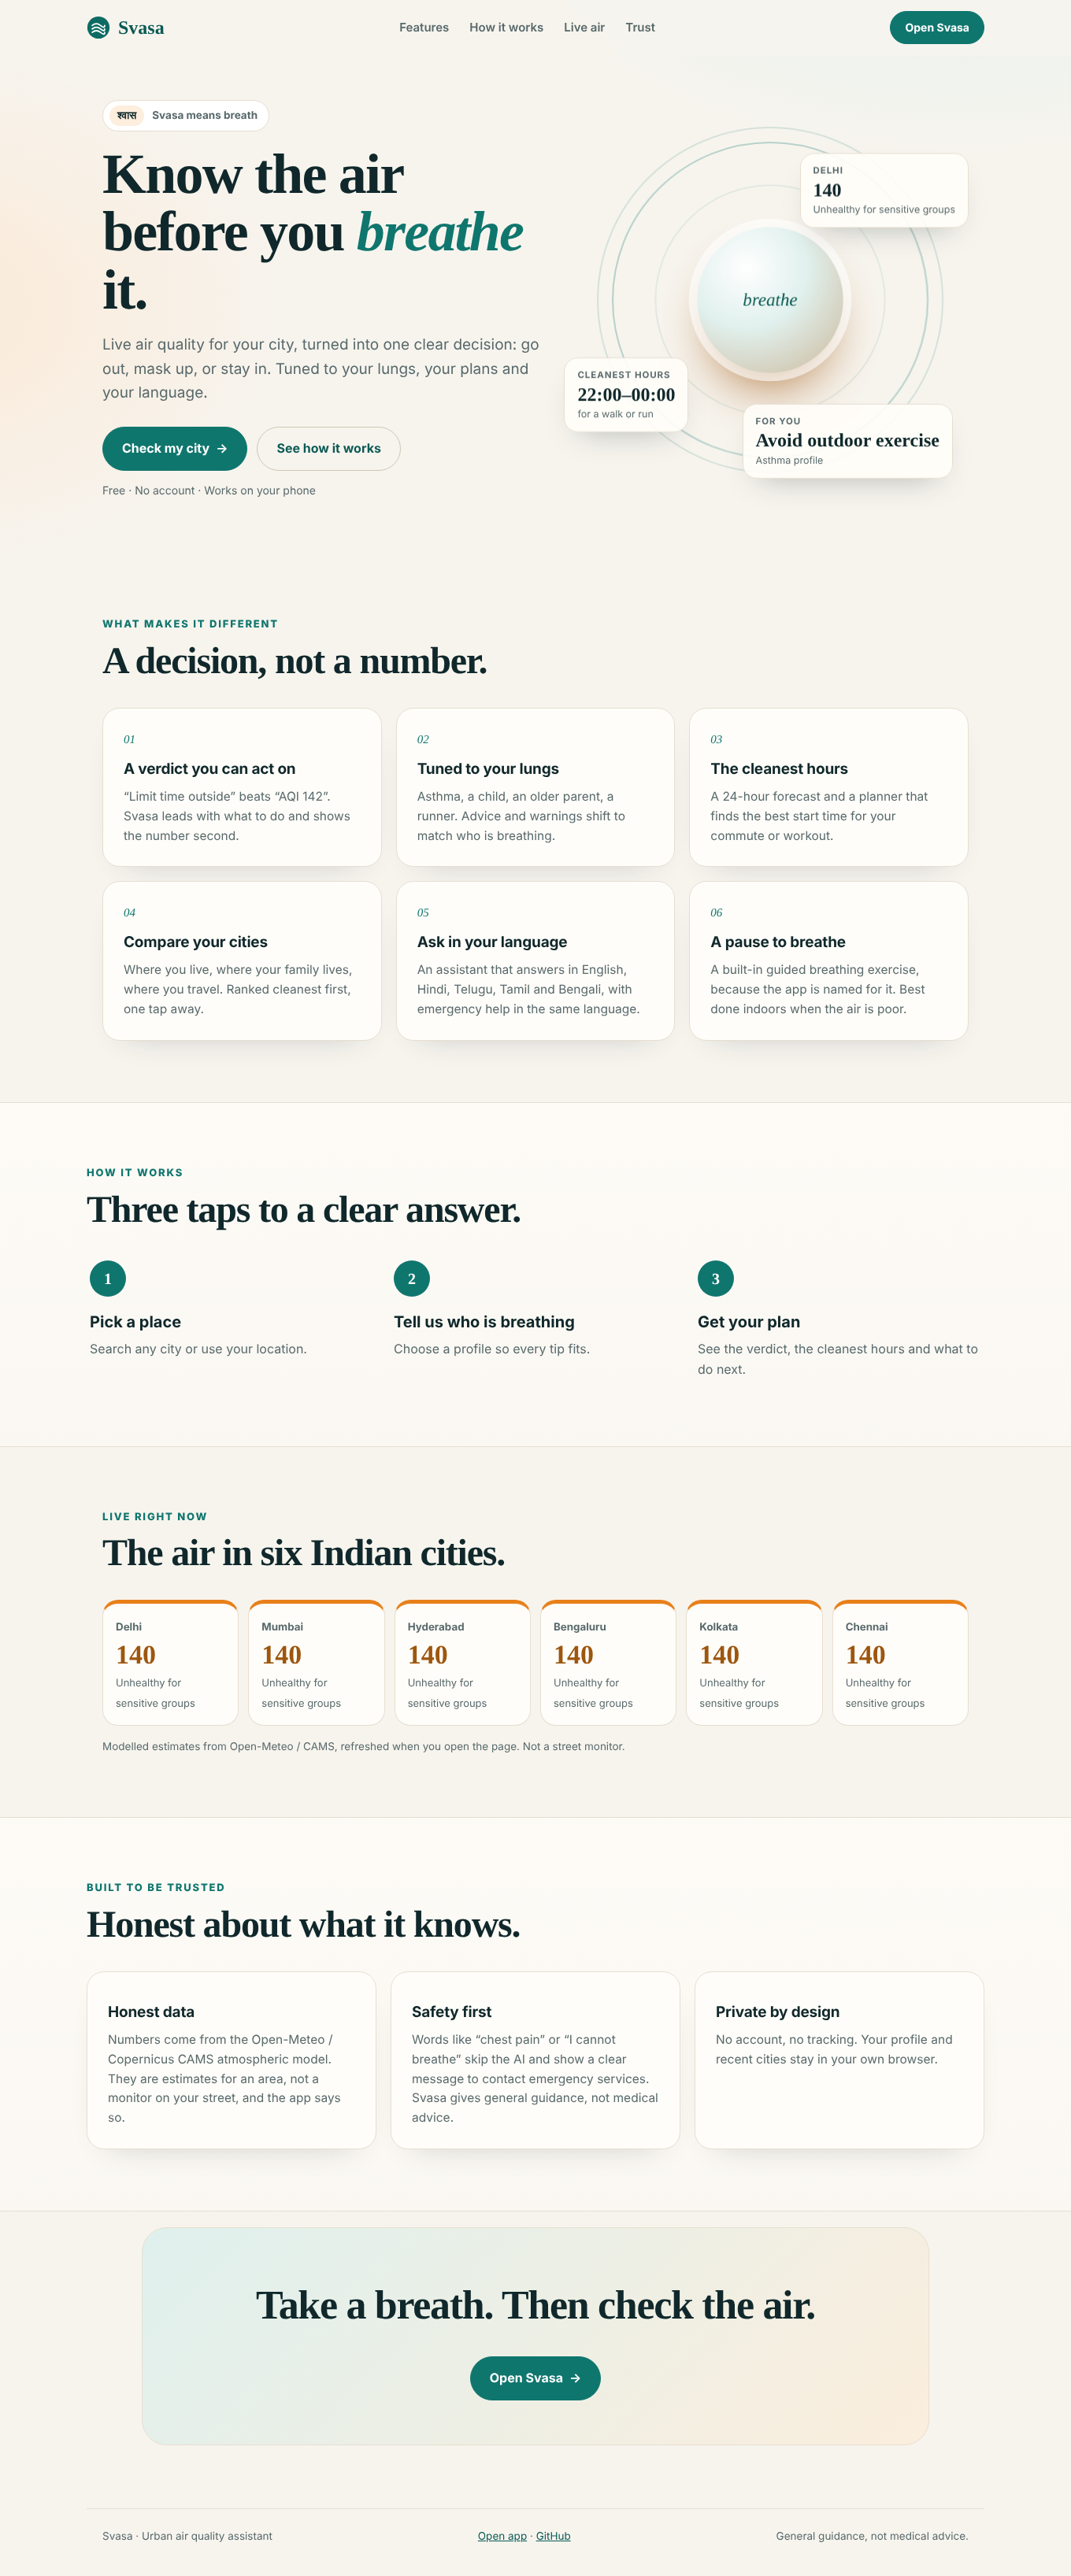 Svasa
Features
How it works
Live air
Trust
Open Svasa
श्वास Svasa means breath
Know the air
before you breathe
it.
Live air quality for your city, turned into one clear decision: go
out, mask up, or stay in. Tuned to your lungs, your plans and
your language.
Check my city →
See how it works
Free · No account · Works on your phone
DELHI
140
Unhealthy for sensitive groups
breathe
CLEANEST HOURS
22:00–00:00
for a walk or run
FOR YOU
Avoid outdoor exercise
Asthma profile
WHAT MAKES IT DIFFERENT
A decision, not a number.
01
A verdict you can act on
“Limit time outside” beats “AQI 142”.
Svasa leads with what to do and shows
the number second.
02
Tuned to your lungs
Asthma, a child, an older parent, a
runner. Advice and warnings shift to
match who is breathing.
03
The cleanest hours
A 24-hour forecast and a planner that
finds the best start time for your
commute or workout.
04
Compare your cities
Where you live, where your family lives,
where you travel. Ranked cleanest first,
one tap away.
05
Ask in your language
An assistant that answers in English,
Hindi, Telugu, Tamil and Bengali, with
emergency help in the same language.
06
A pause to breathe
A built-in guided breathing exercise,
because the app is named for it. Best
done indoors when the air is poor.
HOW IT WORKS
Three taps to a clear answer.
1
Pick a place
Search any city or use your location.
2
Tell us who is breathing
Choose a profile so every tip fits.
3
Get your plan
See the verdict, the cleanest hours and what to
do next.
LIVE RIGHT NOW
The air in six Indian cities.
Delhi
140
Unhealthy for
sensitive groups
Mumbai
140
Unhealthy for
sensitive groups
Hyderabad
140
Unhealthy for
sensitive groups
Bengaluru
140
Unhealthy for
sensitive groups
Kolkata
140
Unhealthy for
sensitive groups
Chennai
140
Unhealthy for
sensitive groups
Modelled estimates from Open-Meteo / CAMS, refreshed when you open the page. Not a street monitor.
BUILT TO BE TRUSTED
Honest about what it knows.
Honest data
Numbers come from the Open-Meteo /
Copernicus CAMS atmospheric model.
They are estimates for an area, not a
monitor on your street, and the app says
so.
Safety first
Words like “chest pain” or “I cannot
breathe” skip the AI and show a clear
message to contact emergency services.
Svasa gives general guidance, not medical
advice.
Private by design
No account, no tracking. Your profile and
recent cities stay in your own browser.
Take a breath. Then check the air.
Open Svasa →
Svasa · Urban air quality assistant
Open app · GitHub
General guidance, not medical advice.